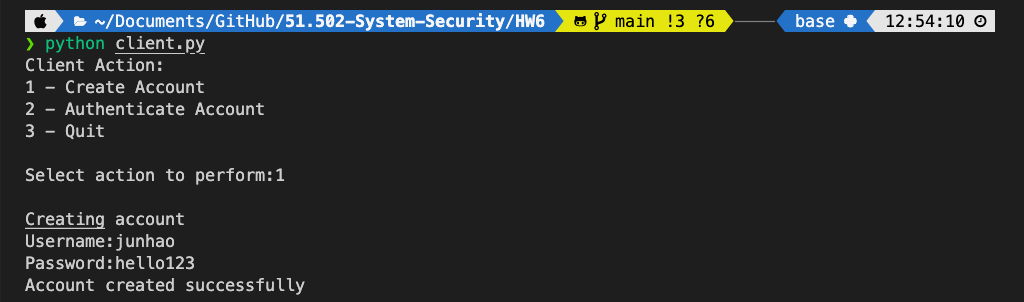 ~/Documents/GitHub/51.502-System-Security/HW6 main !3 ?6 base 12:54:10
❯ python client.py
Client Action:
1 - Create Account
2 - Authenticate Account
3 - Quit
Select action to perform:1
Creating account
Username:junhao
Password:hello123
Account created successfully